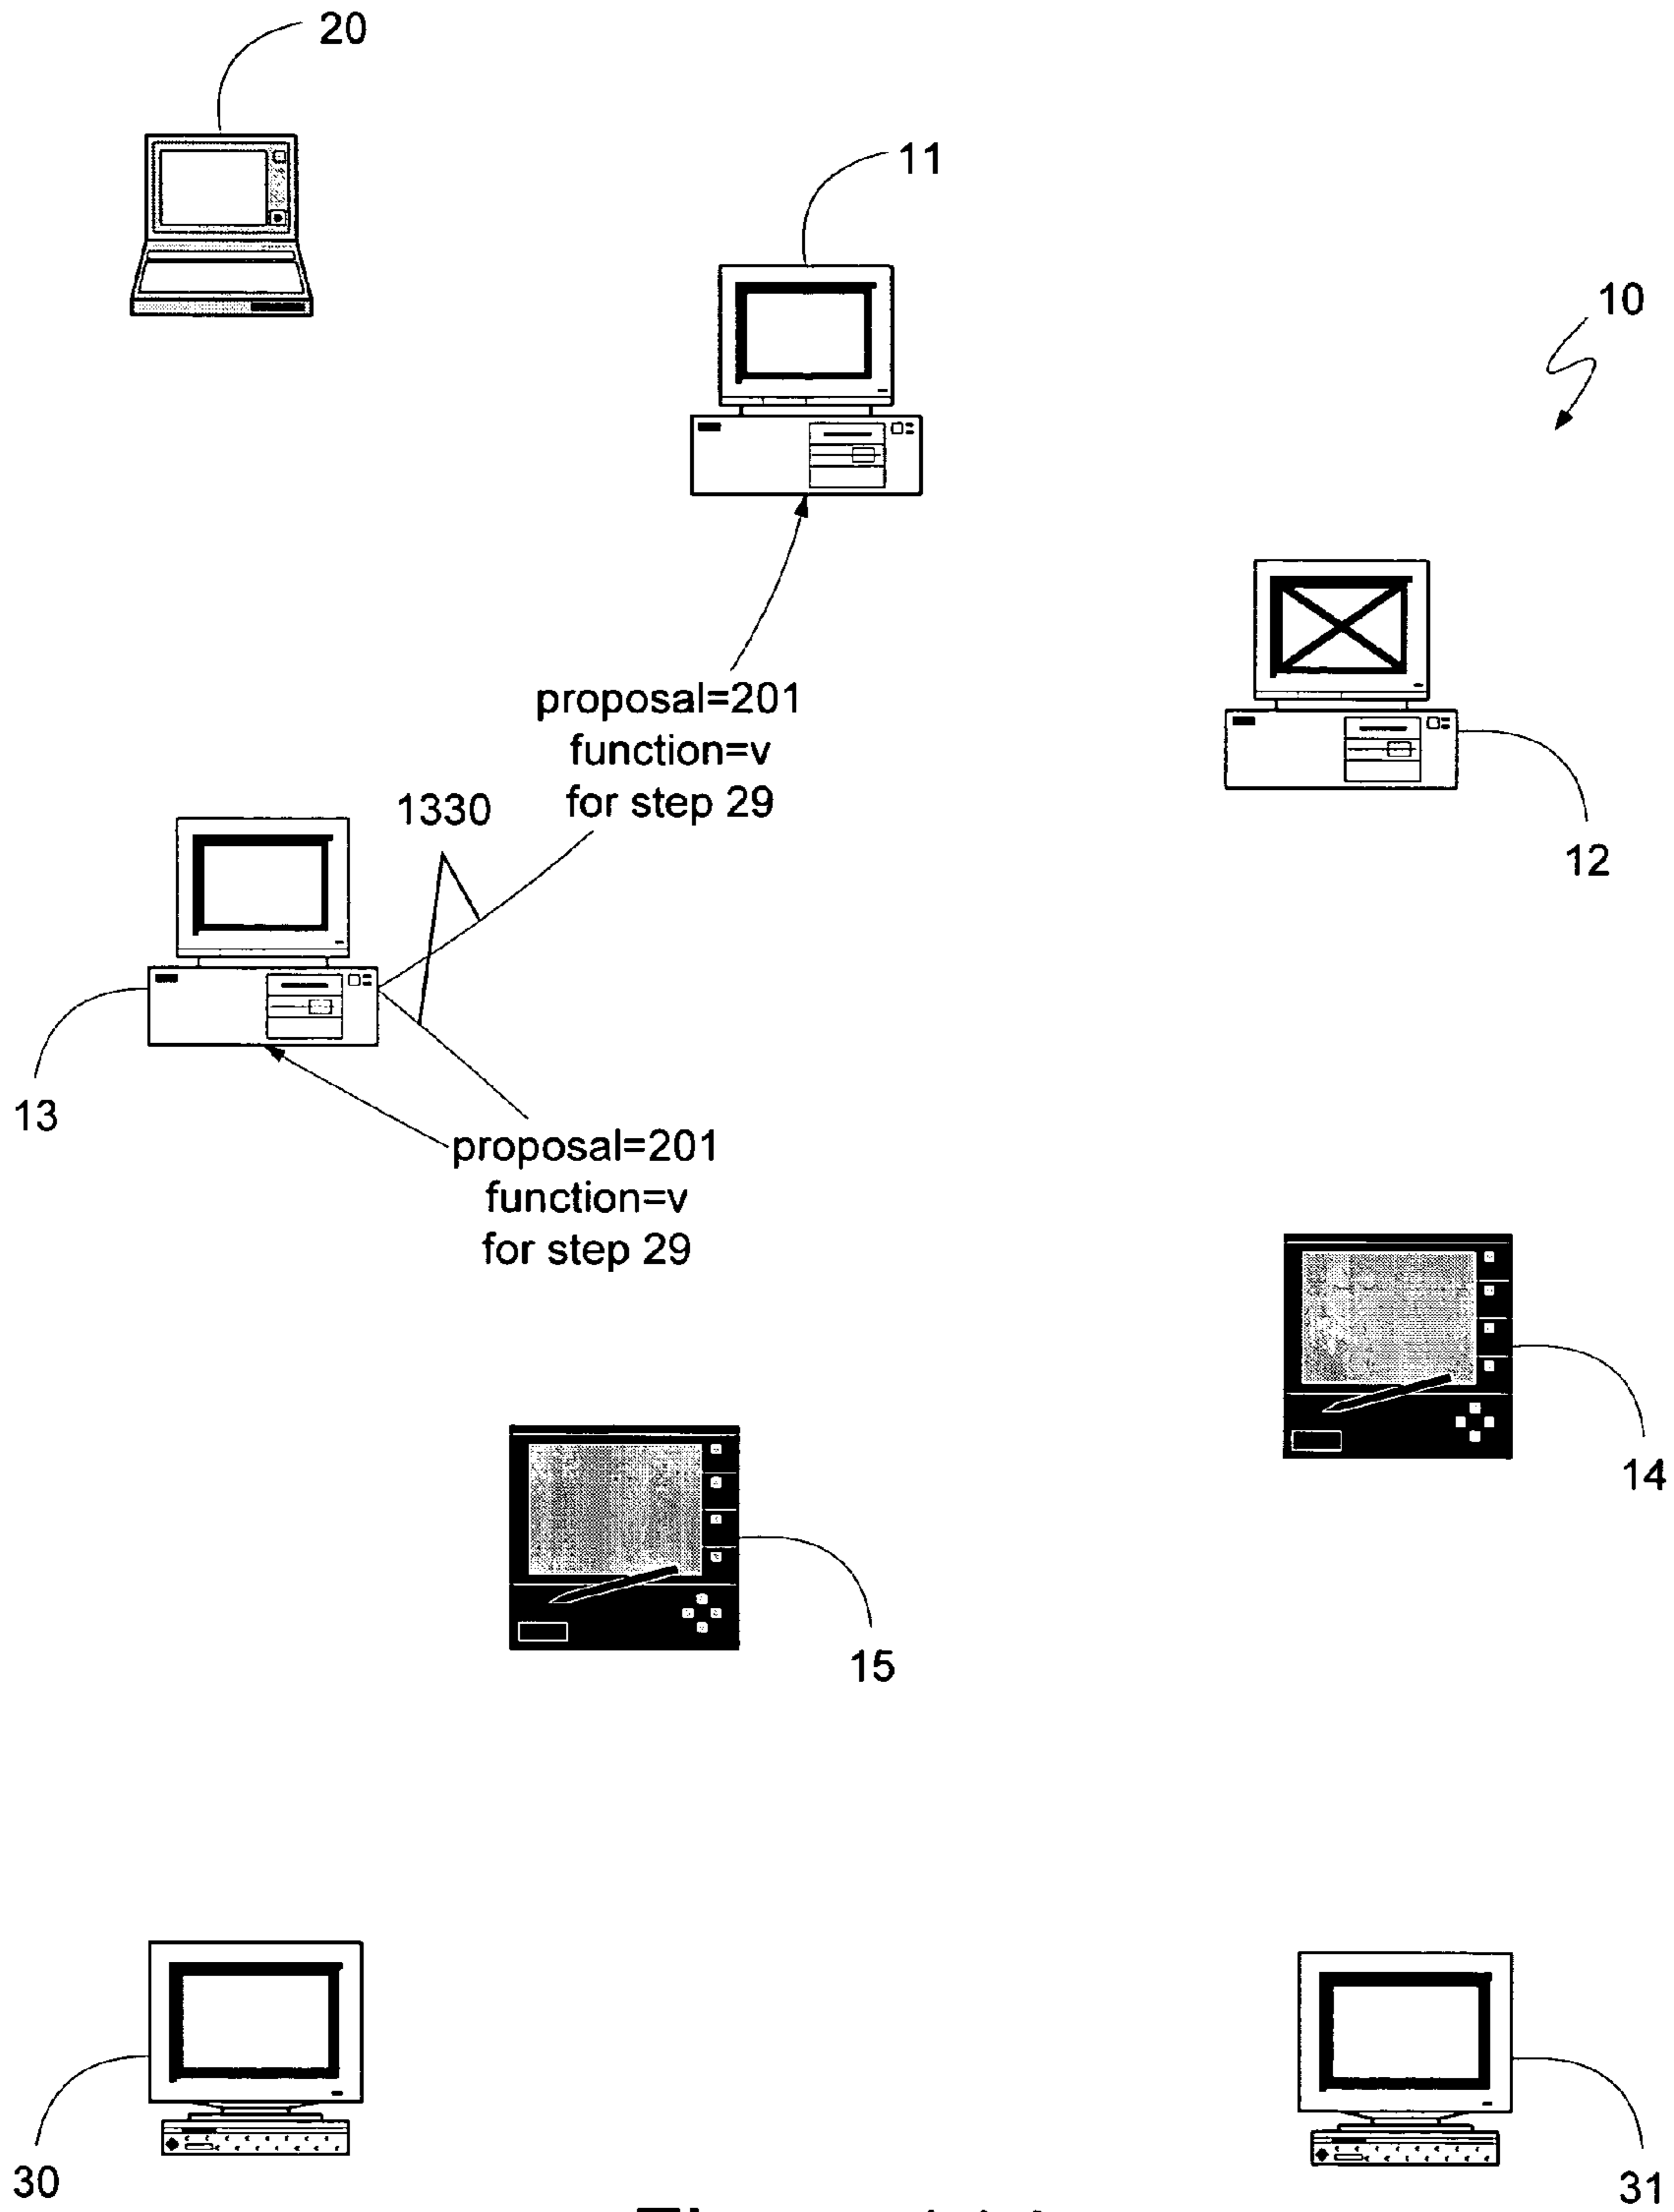 20
11
10
proposal=201
function=v
for step 29
1330
12
13
proposal=201
function=v
for step 29
14
15
30
31